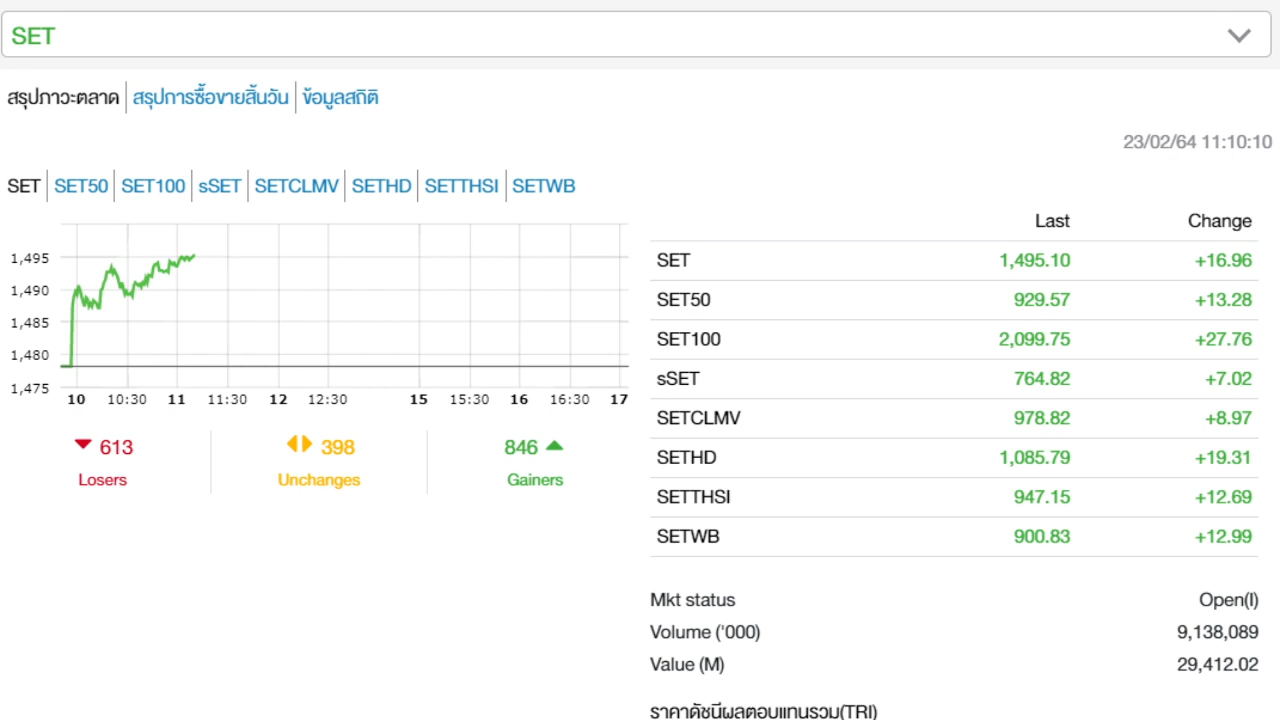 SET
สรุปภาวะตลาด สรุปการซื้อขายสิ้นวัน ข้อมูลสถิติ
23/02/64 11:10:10
SET SET50 SET100 sSET SETCLMV SETHD SETTHSI SETWB
1,495
1,490
1,485
1,480
1,475
10 10:30 11 11:30 12 12:30 15 15:30 16 16:30 17
613 398 846
Losers Unchanges Gainers
Last Change
SET 1,495.10 +16.96
SET50 929.57 +13.28
SET100 2,099.75 +27.76
sSET 764.82 +7.02
SETCLMV 978.82 +8.97
SETHD 1,085.79 +19.31
SETTHSI 947.15 +12.69
SETWB 900.83 +12.99
Mkt status Open(I)
Volume ('000) 9,138,089
Value (M) 29,412.02
ราคาดัชนีผลตอบแทนรวม(TRI)